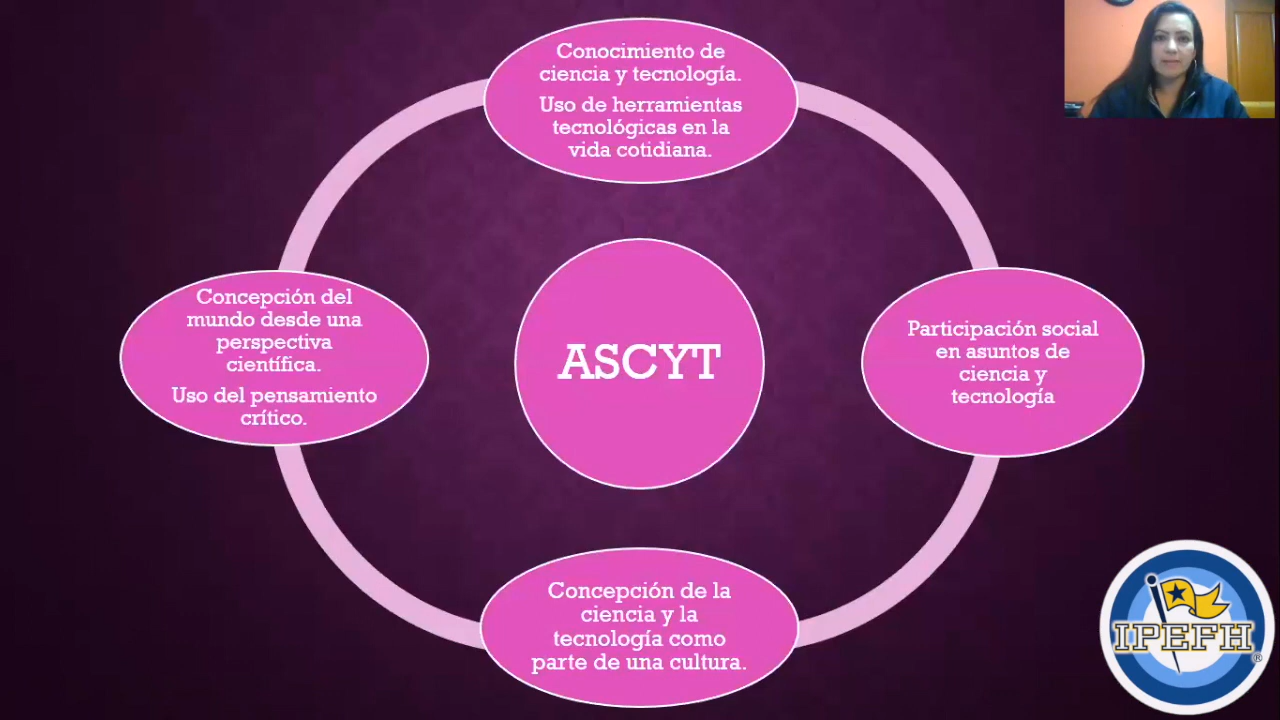 Conocimiento de
ciencia y tecnología.
Uso de herramientas
tecnológicas en la
vida cotidiana.
Concepción del
mundo desde una
perspectiva
científica.
Uso del pensamiento
crítico.
ASCYT
Participación social
en asuntos de
ciencia y
tecnología
Concepción de la
ciencia y la
tecnología como
parte de una cultura.
IPEFH
®